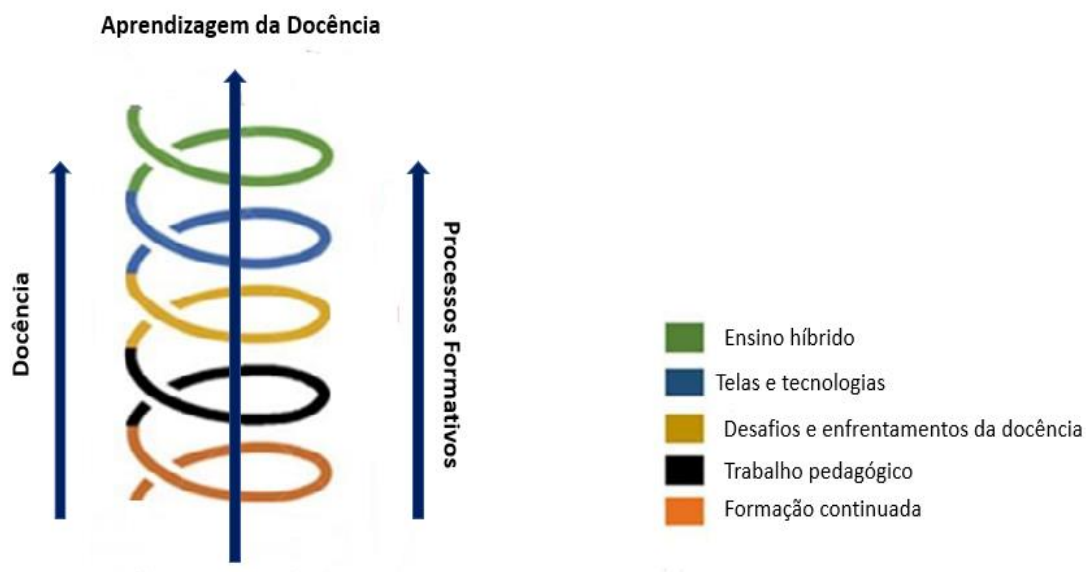 Aprendizagem da Docência
Docência
Processos Formativos
Ensino híbrido
Telas e tecnologias
Desafios e enfrentamentos da docência
Trabalho pedagógico
Formação continuada